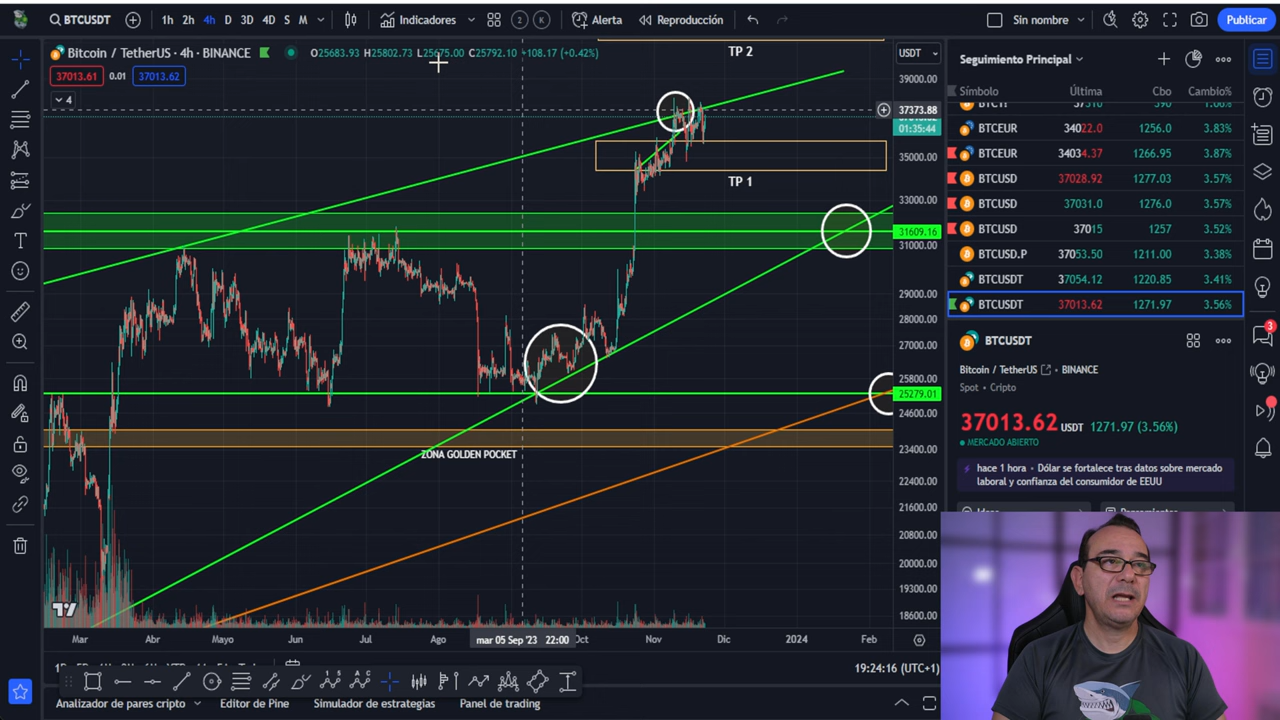 BTCUSDT 1h 2h 4h D 3D 4D S M Indicadores 2 K Alerta Reproducción Sin nombre Publicar
Bitcoin / TetherUS · 4h · BINANCE O25683.93 H25802.73 L25675.00 C25792.10 +108.17 (+0.42%)
37013.61 0.01 37013.62
4
TP 2
TP 1
ZONA GOLDEN POCKET
USDT
39000.00
37373.88
01:35:44
35000.00
33000.00
31609.16
31000.00
29000.00
28000.00
27000.00
25800.00
25279.01
24600.00
23400.00
22400.00
21600.00
20800.00
20000.00
19300.00
18600.00
Mar Abr Mayo Jun Jul Ago mar 05 Sep '23 22:00 Oct Nov Dic 2024 Feb
19:24:16 (UTC+1)
Analizador de pares cripto Editor de Pine Simulador de estrategias Panel de trading
Seguimiento Principal
Símbolo Última Cbo Cambio%
BTCEUR 34022.0 1256.0 3.83%
BTCEUR 34034.37 1266.95 3.87%
BTCUSD 37028.92 1277.03 3.57%
BTCUSD 37031.0 1276.0 3.57%
BTCUSD 37015 1257 3.52%
BTCUSD.P 37053.50 1211.00 3.38%
BTCUSDT 37054.12 1220.85 3.41%
BTCUSDT 37013.62 1271.97 3.56%
BTCUSDT
Bitcoin / TetherUS · BINANCE
Spot · Cripto
37013.62 USDT 1271.97 (3.56%)
MERCADO ABIERTO
hace 1 hora · Dólar se fortalece tras datos sobre mercado
laboral y confianza del consumidor de EEUU
3